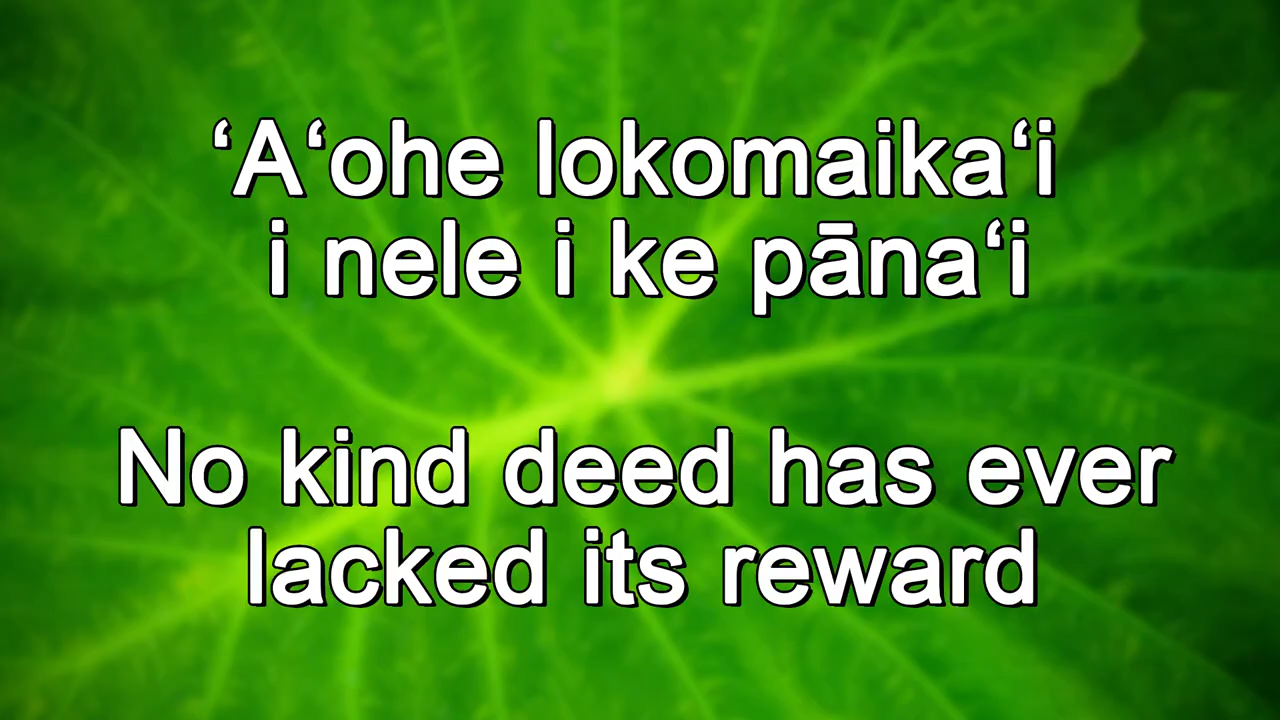 ʻAʻohe lokomaikaʻi
i nele i ke pānaʻi
No kind deed has ever
lacked its reward